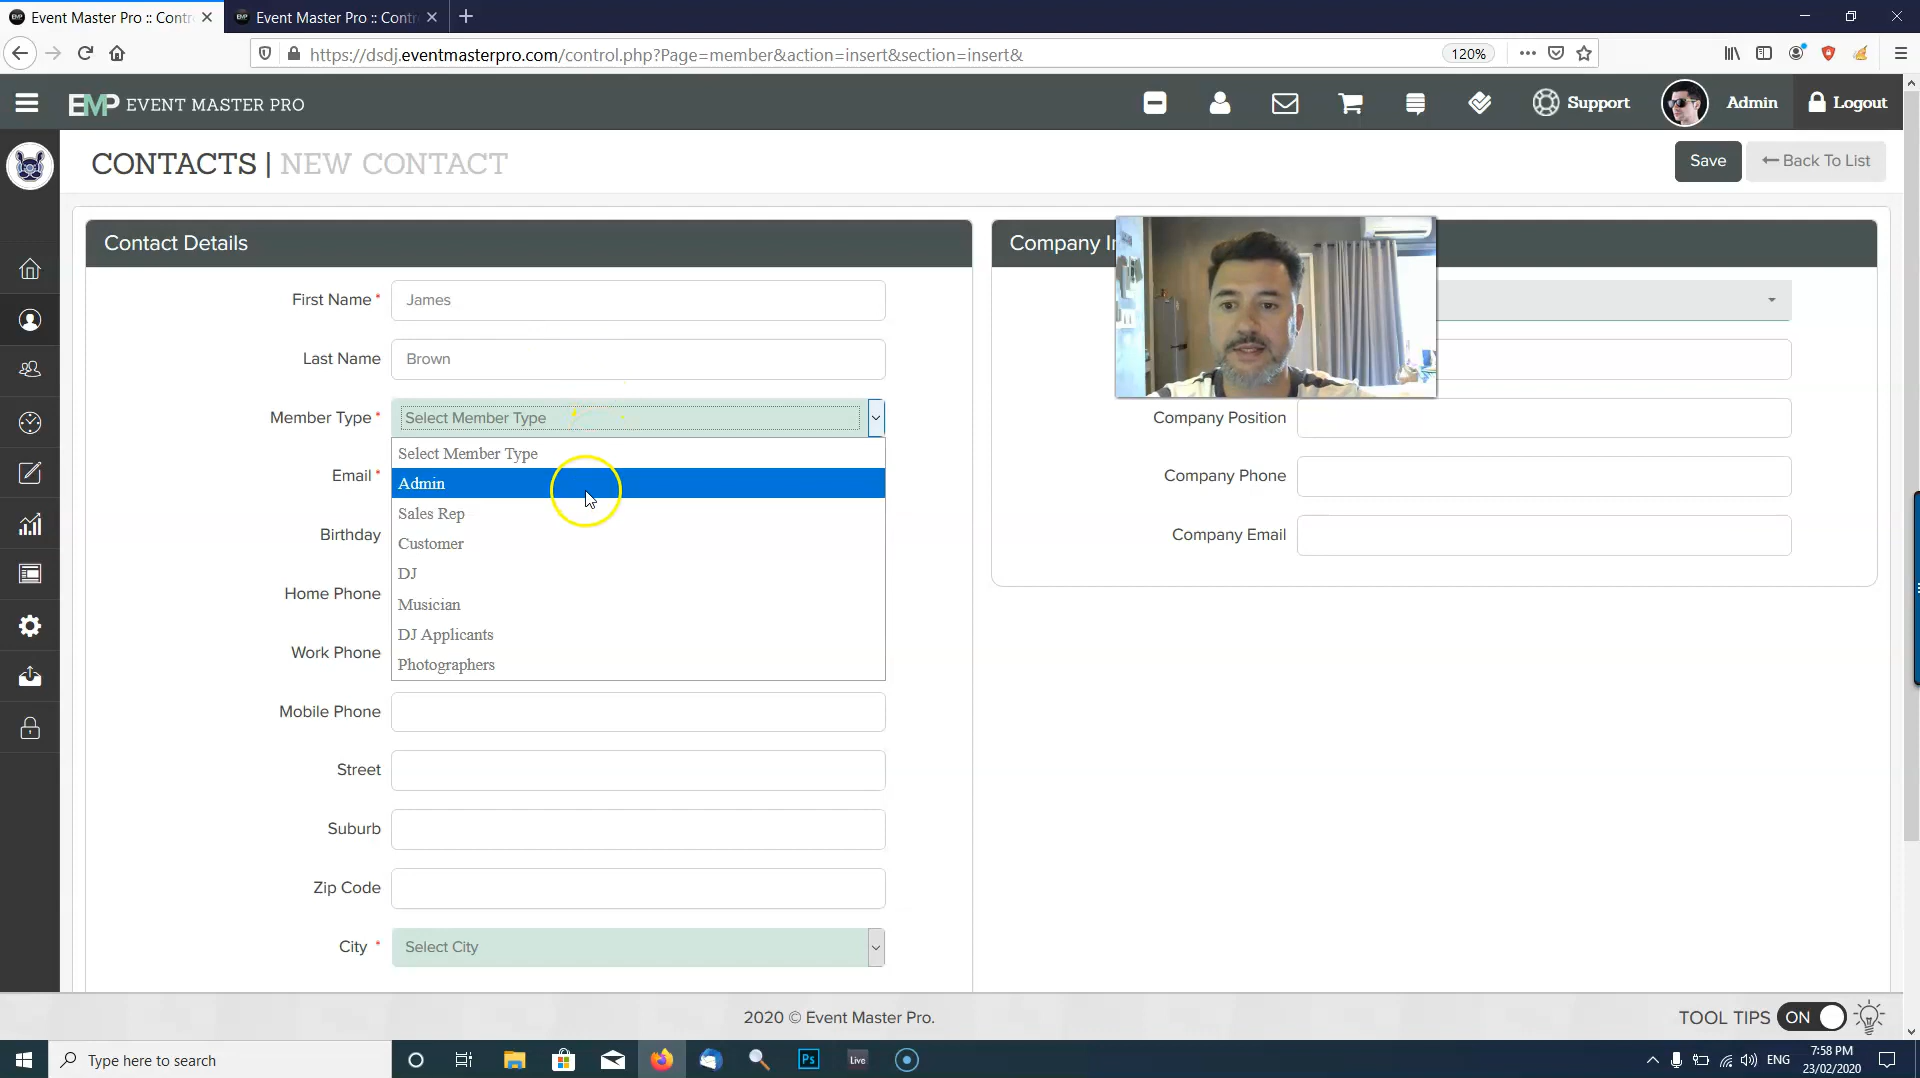 Event Master Pro :: Contr
Event Master Pro :: Contr
https://dsdj.eventmasterpro.com/control.php?Page=member&action=insert&section=insert&
120%
EMP EVENT MASTER PRO
Support
Admin
Logout
CONTACTS | NEW CONTACT
Save
Back To List
Contact Details
Company
First Name *
James
Last Name
Brown
Member Type *
Select Member Type
Select Member Type
Admin
Sales Rep
Customer
DJ
Musician
DJ Applicants
Photographers
Email *
Birthday
Home Phone
Work Phone
Mobile Phone
Street
Suburb
Zip Code
City *
Select City
Company Position
Company Phone
Company Email
2020 © Event Master Pro.
TOOL TIPS
ON
Type here to search
Ps
Live
ENG
7:58 PM
23/02/2020